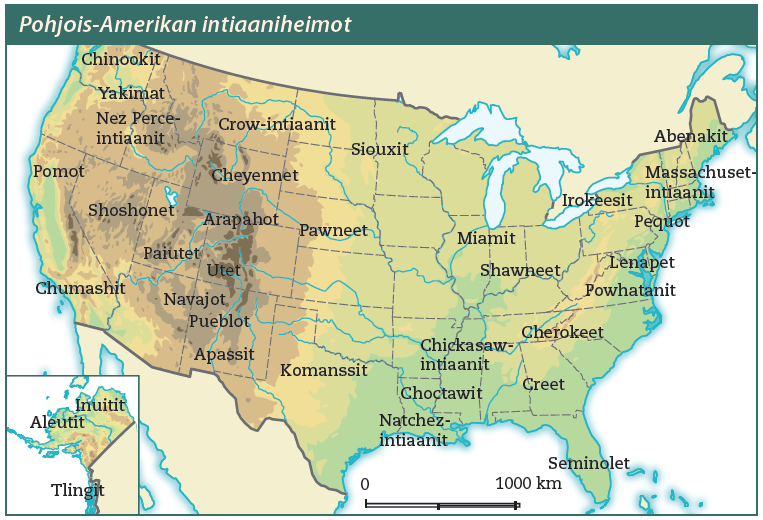 Pohjois-Amerikan intiaaniheimot
Chinookit
Yakimat
Nez Perce-
intiaanit
Crow-intiaanit
Siouxit
Abenakit
Pomot
Cheyennet
Massachuset-
intiaanit
Shoshonet
Arapahot
Pawneet
Irokeesit
Pequot
Miamit
Paiutet
Utet
Shawneet
Lenapet
Chumashit
Navajot
Powhatanit
Pueblot
Cherokeet
Apassit
Komanssit
Chickasaw-
intiaanit
Creet
Choctawit
Natchez-
intiaanit
Inuitit
Aleutit
Tlingit
Seminolet
0 1000 km